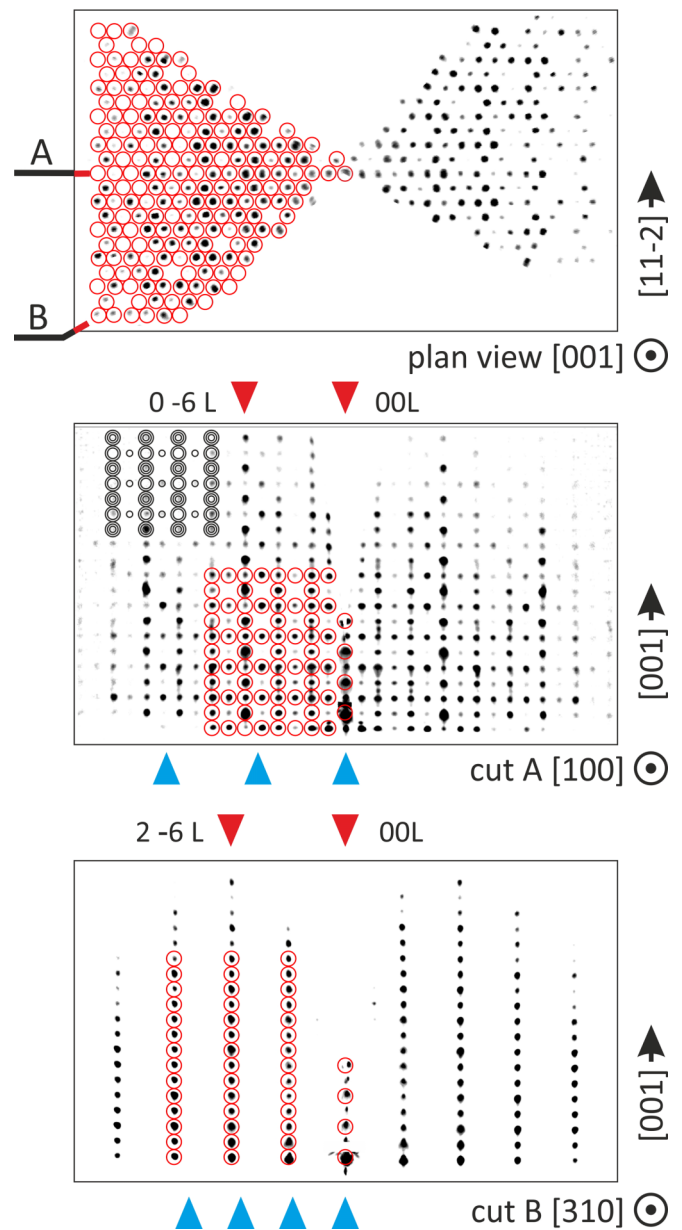 A
B
[11-2]
plan view [001]
0 -6 L
00L
[001]
cut A [100]
2 -6 L
00L
[001]
cut B [310]